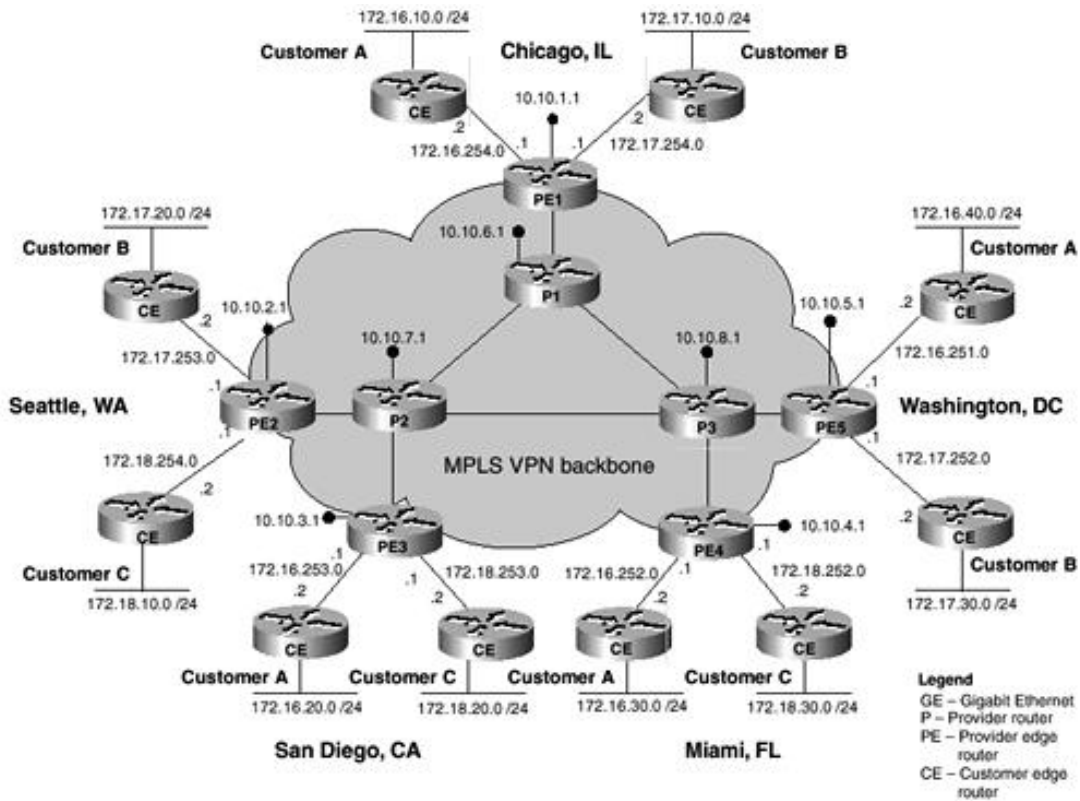 172.16.10.0 /24
172.17.10.0 /24
Customer A
Chicago, IL
Customer B
CE
10.10.1.1
CE
.2
.1
.1
.2
172.16.254.0
172.17.254.0
PE1
172.17.20.0 /24
10.10.6.1
172.16.40.0 /24
Customer B
Customer A
P1
CE
10.10.2.1
10.10.5.1
.2
CE
.2
172.17.253.0
10.10.7.1
10.10.8.1
172.16.251.0
.1
.1
Seattle, WA
PE2
P2
P3
PE5
Washington, DC
.1
.1
172.18.254.0
MPLS VPN backbone
172.17.252.0
.2
.2
CE
10.10.3.1
10.10.4.1
CE
PE3
PE4
Customer C
.1
.1
.1
.1
Customer B
172.18.10.0 /24
172.16.253.0
172.18.253.0
172.16.252.0
172.18.252.0
172.17.30.0 /24
.2
.2
.2
.2
CE
CE
CE
CE
Customer A
Customer C
Customer A
Customer C
172.16.20.0 /24
172.18.20.0 /24
172.16.30.0 /24
172.18.30.0 /24
San Diego, CA
Miami, FL
Legend
GE – Gigabit Ethernet
P – Provider router
PE – Provider edge
router
CE – Customer edge
router